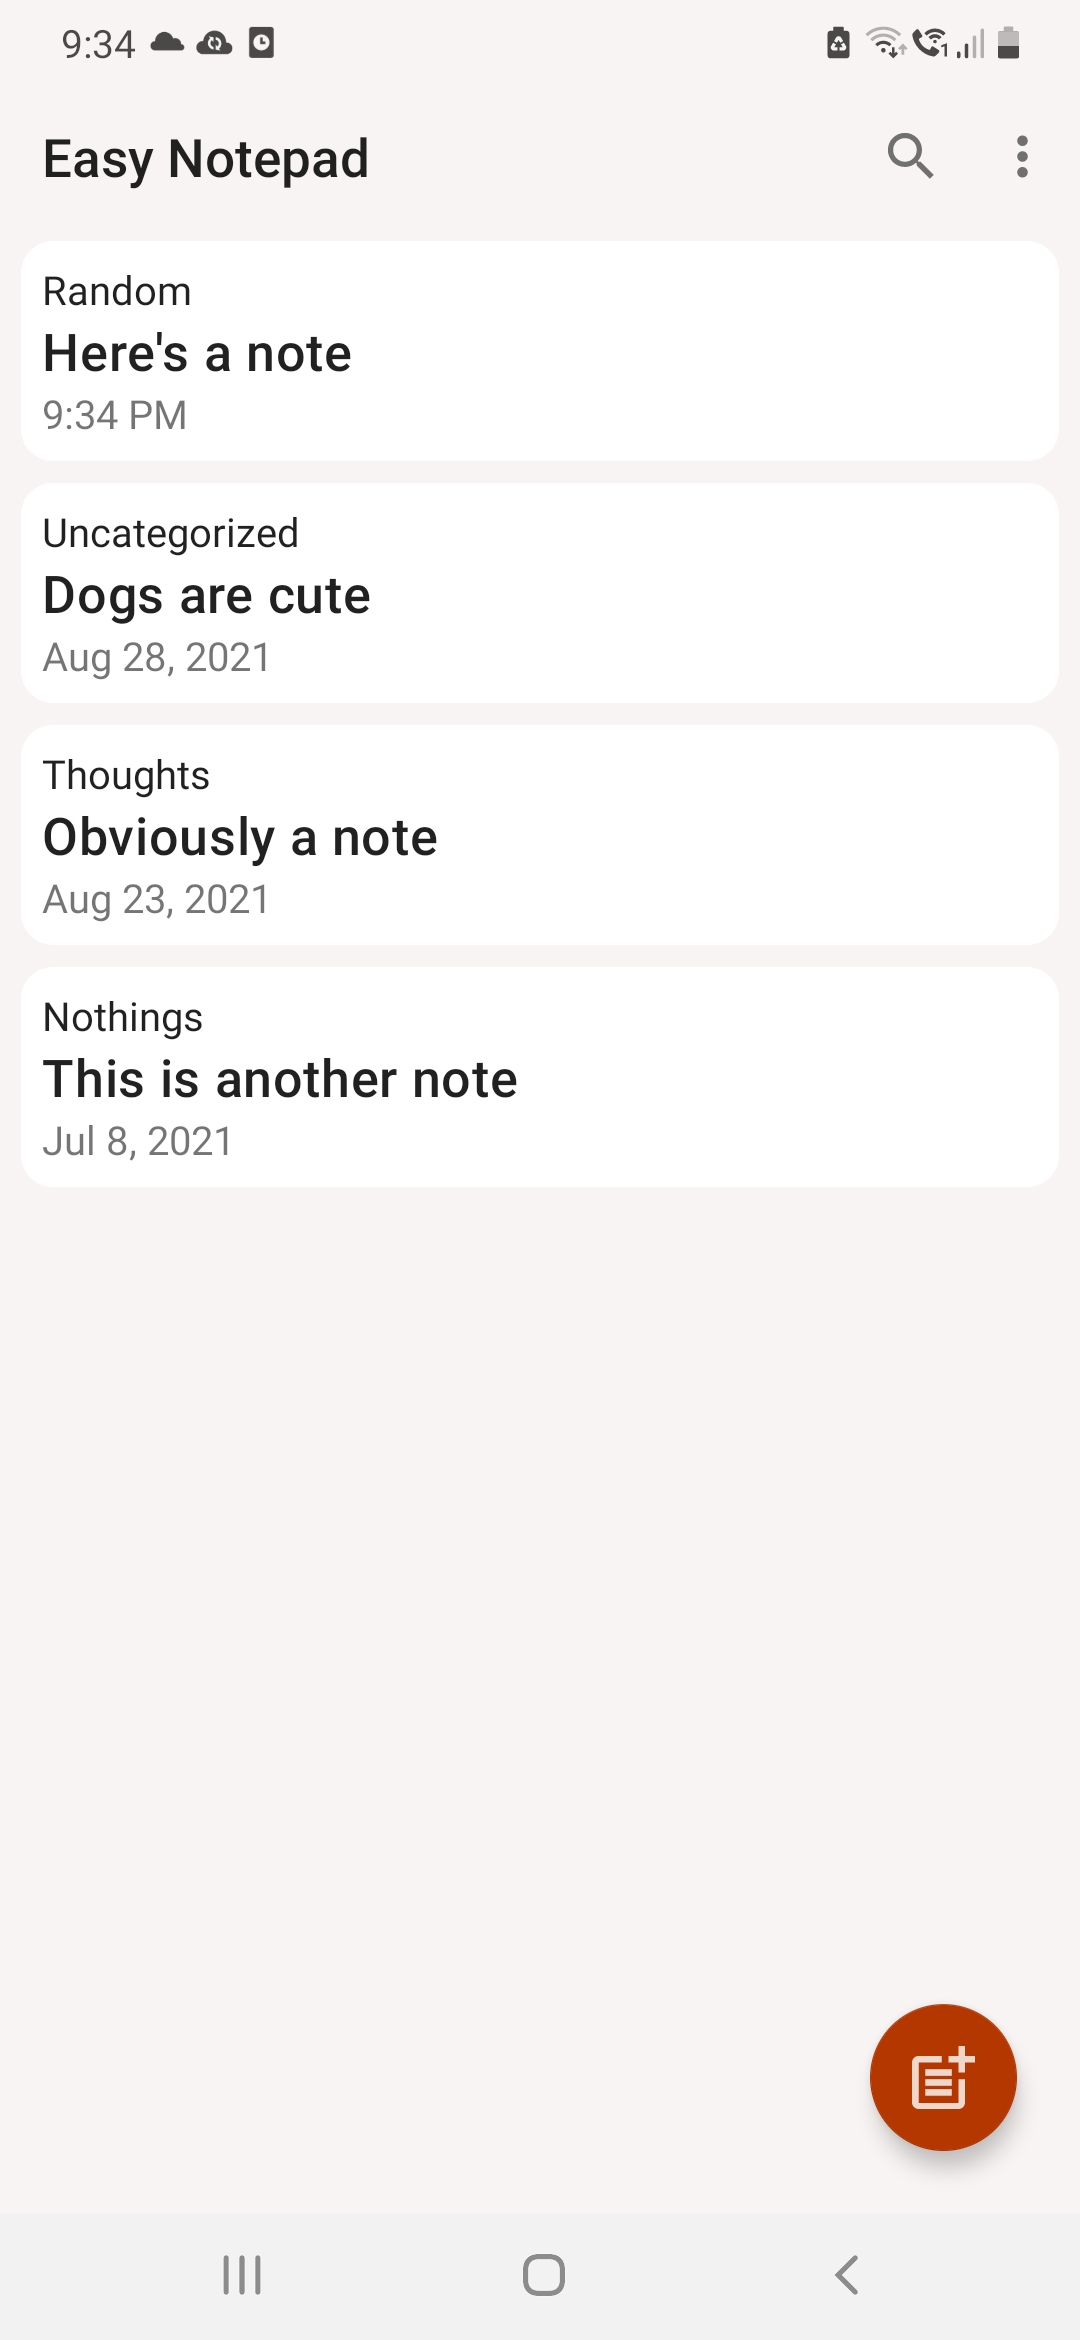 9:34
Easy Notepad
Random
Here's a note
9:34 PM
Uncategorized
Dogs are cute
Aug 28, 2021
Thoughts
Obviously a note
Aug 23, 2021
Nothings
This is another note
Jul 8, 2021